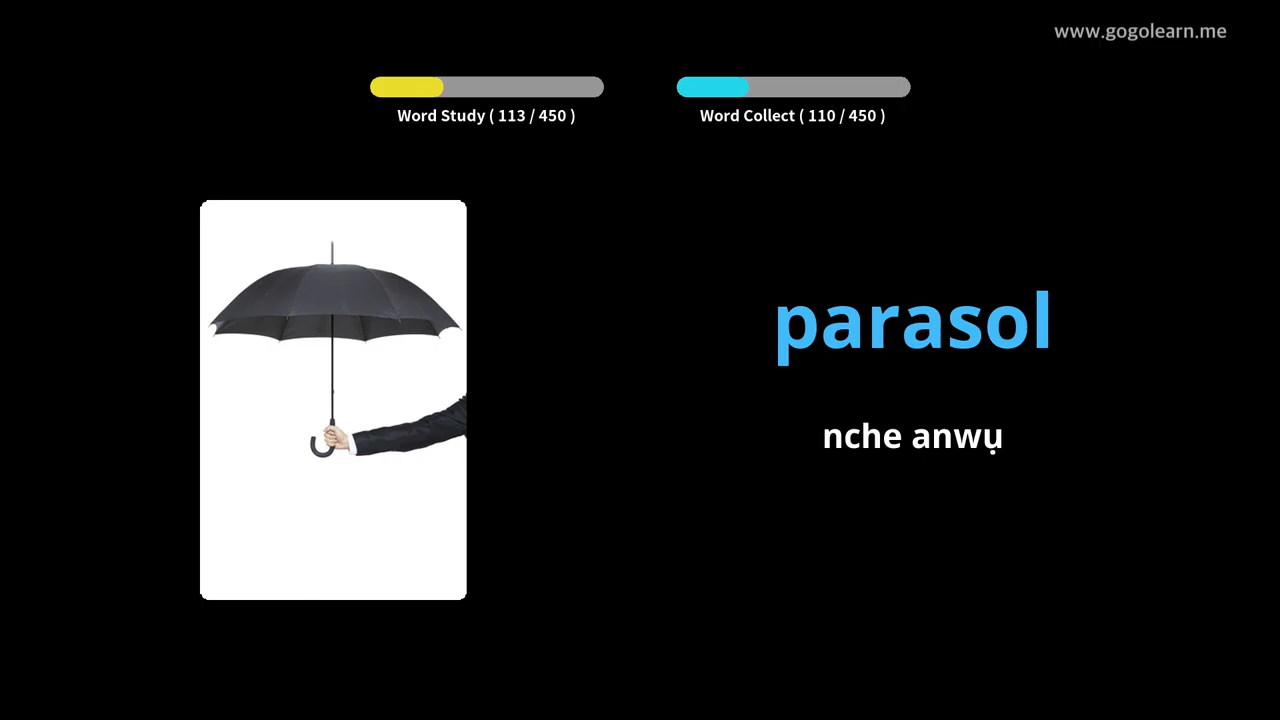 www.gogolearn.me
Word Study ( 113 / 450 )
Word Collect ( 110 / 450 )
parasol
nche anwụ